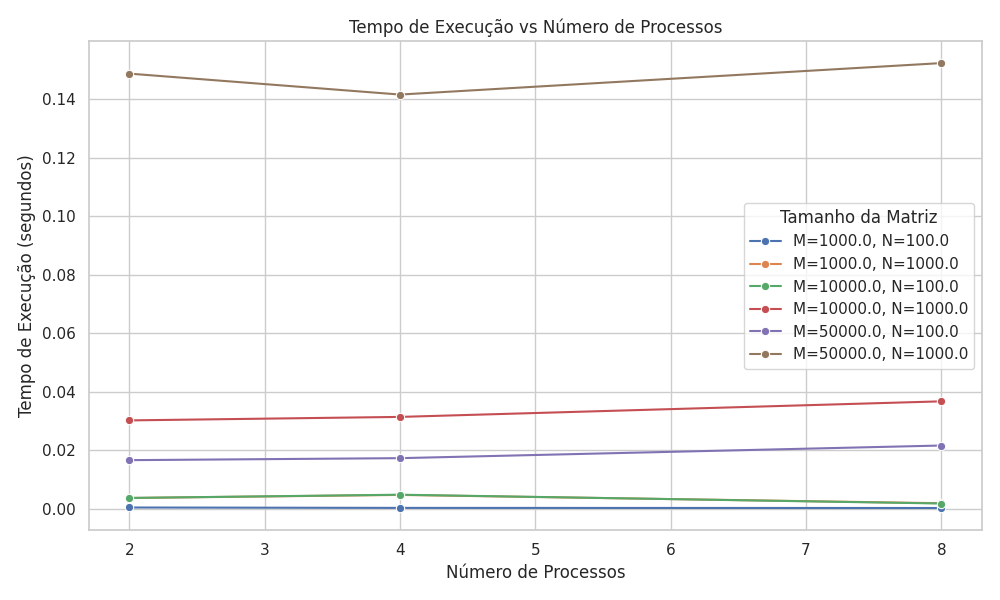 Tempo de Execução vs Número de Processos
Tempo de Execução (segundos)
0.14
0.12
0.10
0.08
0.06
0.04
0.02
0.00
Tamanho da Matriz
M=1000.0, N=100.0
M=1000.0, N=1000.0
M=10000.0, N=100.0
M=10000.0, N=1000.0
M=50000.0, N=100.0
M=50000.0, N=1000.0
2 3 4 5 6 7 8
Número de Processos